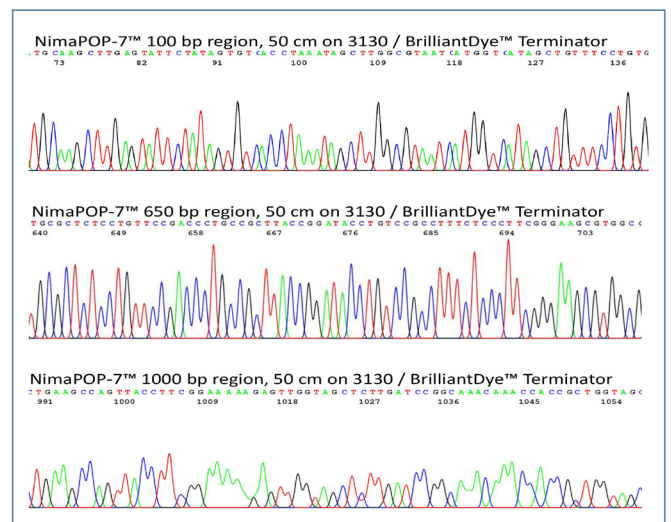 NimaPOP-7™ 100 bp region, 50 cm on 3130 / BrilliantDye™ Terminator
TGCAAGCTTGAGTATTCTATAGTGTCACCTAAATAGCTTGGCGTAATCATGGTCATAGCTGTTTCCTGTG
73 82 91 100 109 118 127 136
NimaPOP-7™ 650 bp region, 50 cm on 3130 / BrilliantDye™ Terminator
TGCGCTCTCCTGTTCCGACCCTGCCGCTTACCGGATACCTGTCCGCCTTTCTCCCTTCGGGAAGCGTGGCG
640 649 658 667 676 685 694 703
NimaPOP-7™ 1000 bp region, 50 cm on 3130 / BrilliantDye™ Terminator
CTGAAGCCAGTTACCTTCGGAAAAAGAGTTGGTAGCTCTTGATCCGGCAAACAAACCACCGCTGGTAGC
991 1000 1009 1018 1027 1036 1045 1054